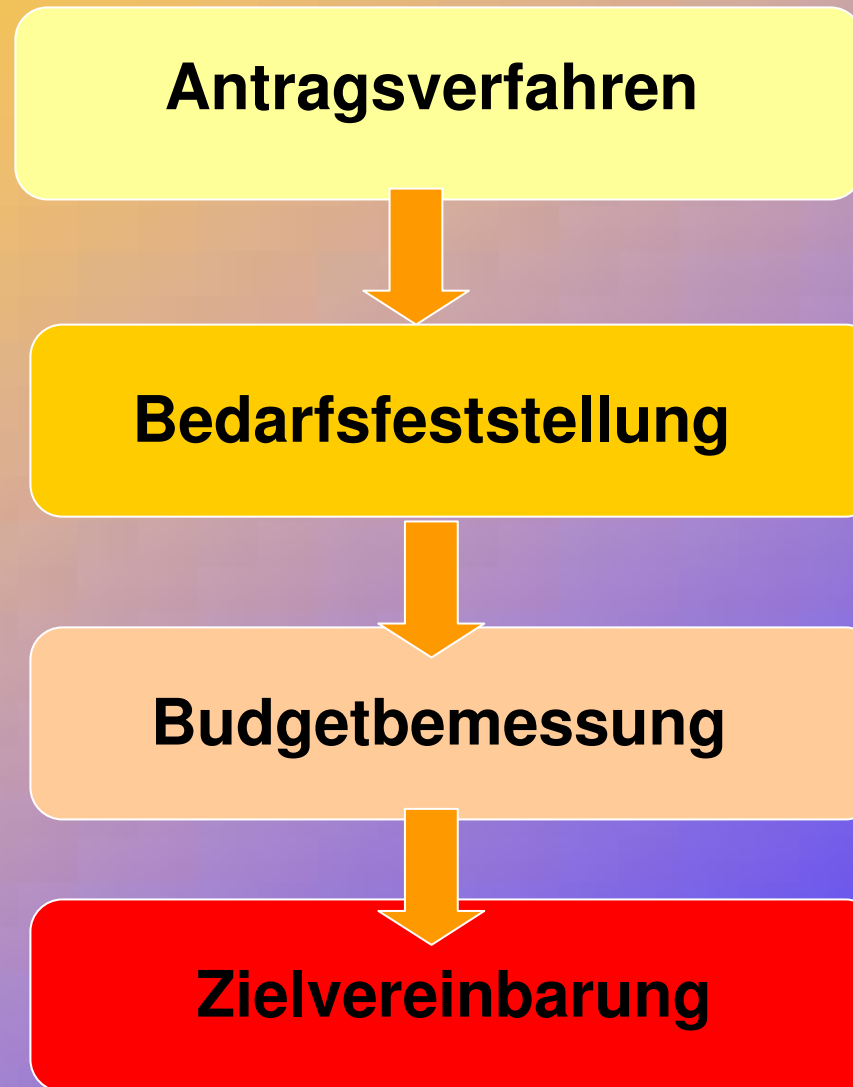 Antragsverfahren
Bedarfsfeststellung
Budgetbemessung
Zielvereinbarung